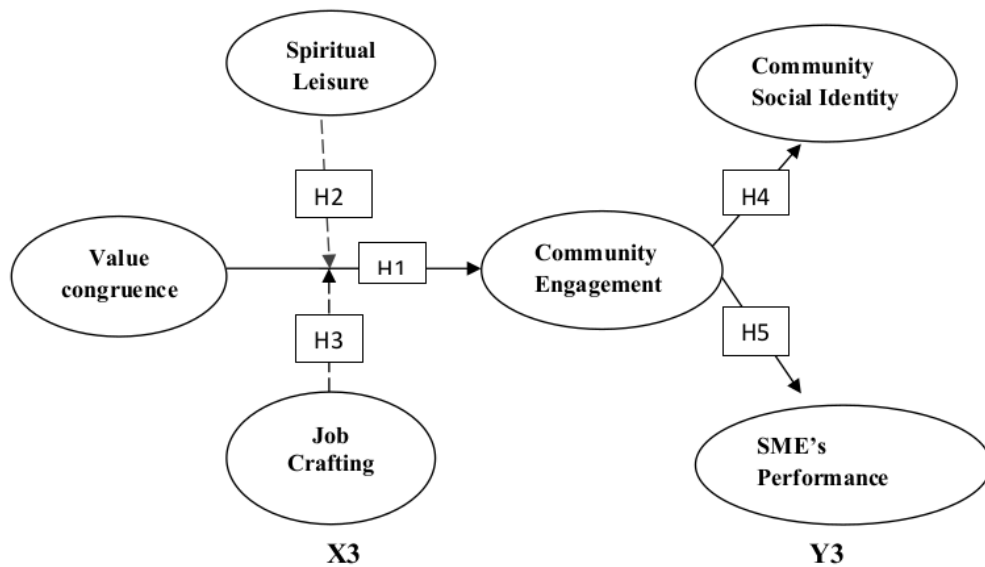 Spiritual
Leisure
Community
Social Identity
H2
H4
Value
congruence
H1
Community
Engagement
H3
H5
Job
Crafting
SME’s
Performance
X3
Y3